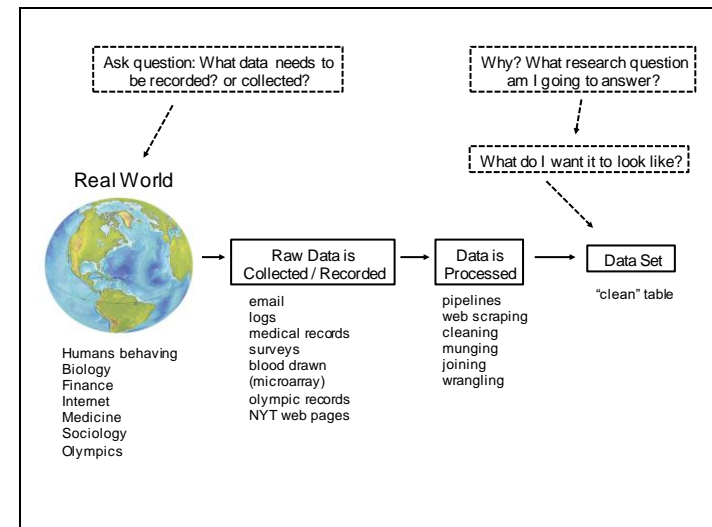 Ask question: What data needs to
be recorded? or collected?
Why? What research question
am I going to answer?
What do I want it to look like?
Real World
Raw Data is
Collected / Recorded
Data is
Processed
Data Set
email
logs
medical records
surveys
blood drawn
(microarray)
olympic records
NYT web pages
pipelines
web scraping
cleaning
munging
joining
wrangling
“clean” table
Humans behaving
Biology
Finance
Internet
Medicine
Sociology
Olympics